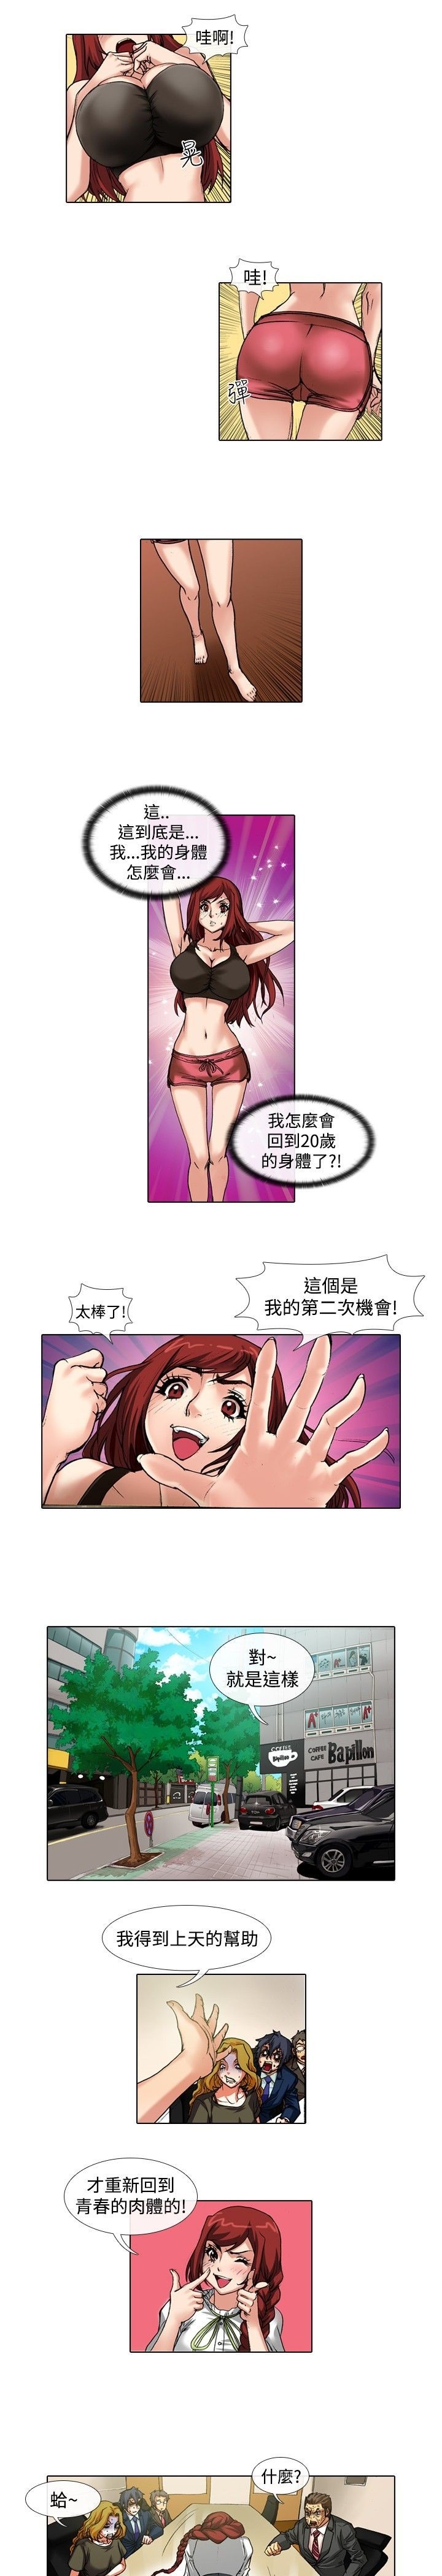 哇啊!
晃
哇!
彈
這..
這到底是...
我...我的身體
怎麼會...
我怎麼會
回到20歲
的身體了?!
太棒了!
這個是
我的第二次機會!
對~
就是這樣
COFFEE
Bapillon
COFFEE
CAFE
Bapillon
我得到上天的幫助
才重新回到
青春的肉體的!
什麼?
蛤~